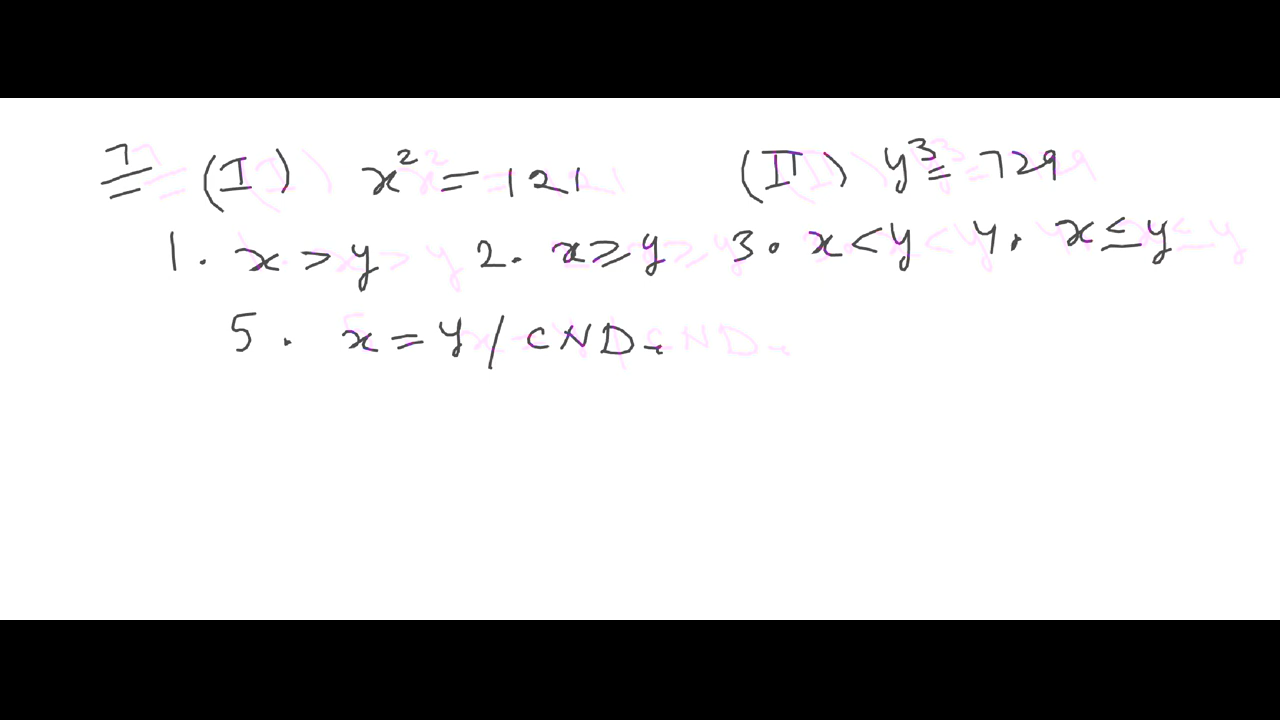 7 (I) x² = 121 (II) y³ = 729
1. x > y 2. x ≥ y 3. x < y 4. x ≤ y
5. x = y / CND.